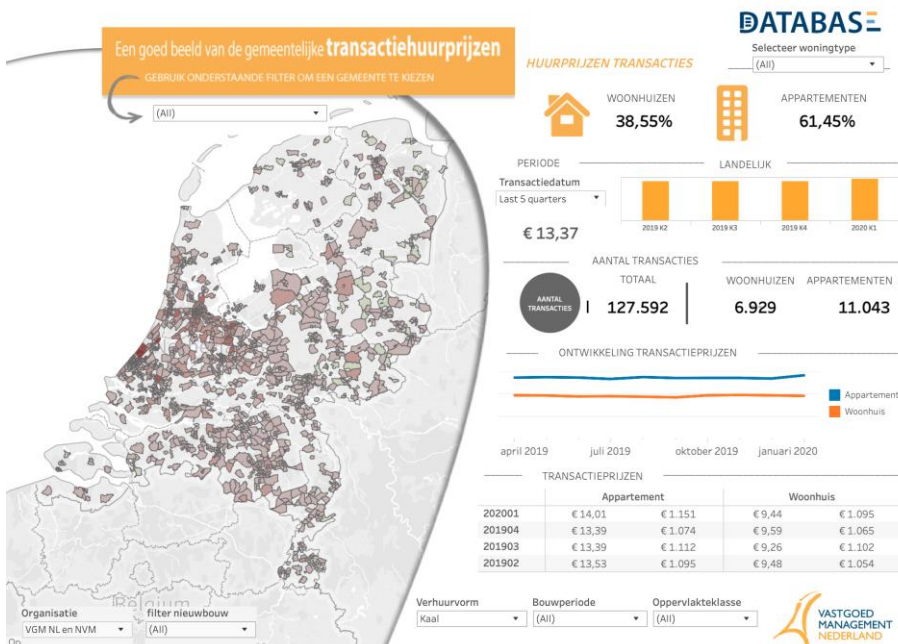 DATABASE
Een goed beeld van de gemeentelijke transactiehuurprijzen
GEBRUIK ONDERSTAANDE FILTER OM EEN GEMEENTE TE KIEZEN
(All)
HUURPRIJZEN TRANSACTIES
Selecteer woningtype
(All)
WOONHUIZEN
38,55%
APPARTEMENTEN
61,45%
PERIODE
LANDELIJK
Transactiedatum
Last 5 quarters
€ 13,37
2019 K2 2019 K3 2019 K4 2020 K1
AANTAL TRANSACTIES
AANTAL
TRANSACTIES
TOTAAL
127.592
WOONHUIZEN
6.929
APPARTEMENTEN
11.043
ONTWIKKELING TRANSACTIEPRIJZEN
Appartement
Woonhuis
april 2019 juli 2019 oktober 2019 januari 2020
TRANSACTIEPRIJZEN
Appartement Woonhuis
202001 € 14,01 € 1.151 € 9,44 € 1.095
201904 € 13,39 € 1.074 € 9,59 € 1.065
201903 € 13,39 € 1.112 € 9,26 € 1.102
201902 € 13,53 € 1.095 € 9,48 € 1.054
Belgium
Organisatie
VGM NL en NVM
filter nieuwbouw
(All)
Verhuurvorm
Kaal
Bouwperiode
(All)
Oppervlakteklasse
(All)
VASTGOED
MANAGEMENT
NEDERLAND